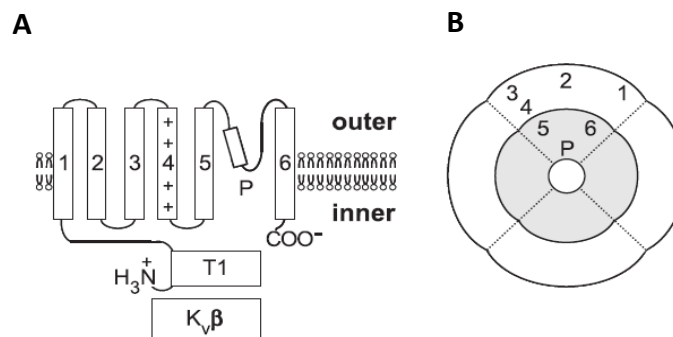 A
B
outer
1 2 3 4 5 P 6
+ + + + +
inner
COO⁻
H₃N⁺
T1
Kᵥβ
3 2 1
4
5 6
P